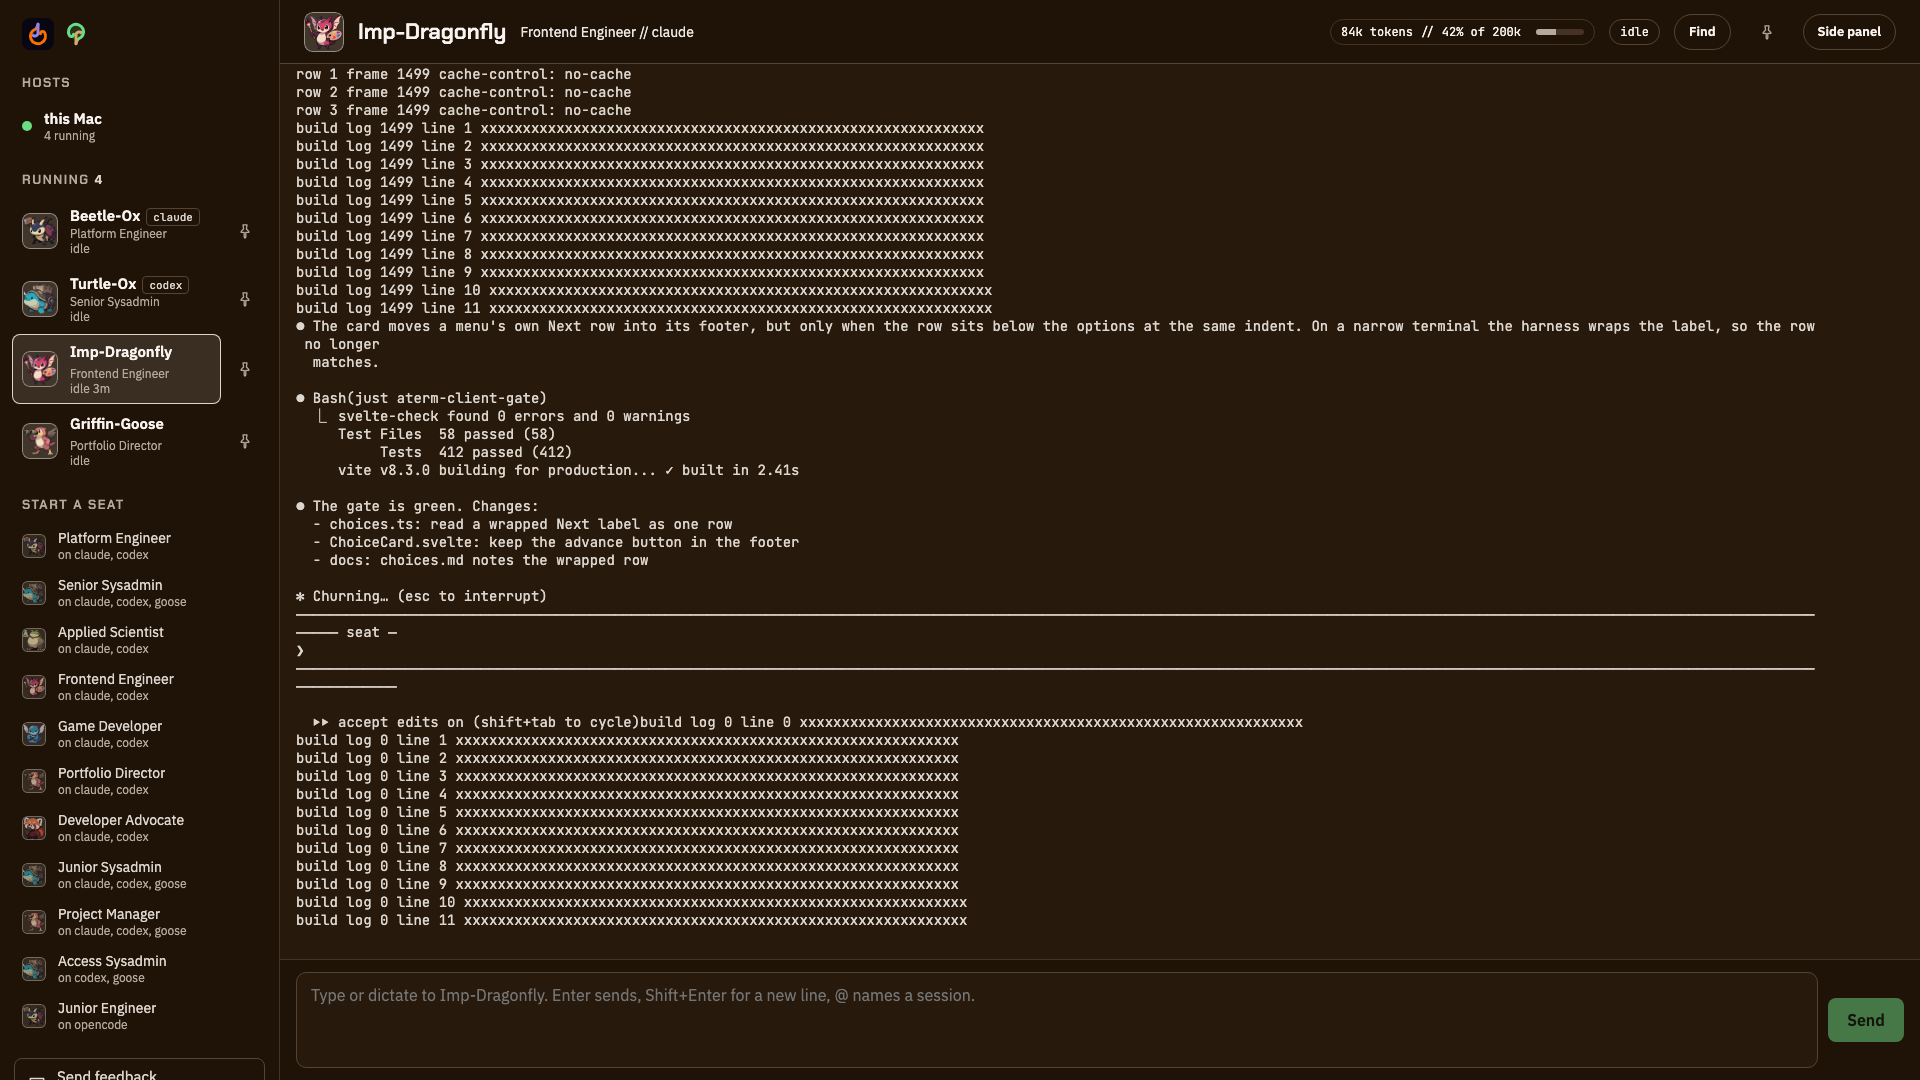 HOSTS
this Mac
4 running
RUNNING 4
Beetle-Ox claude
Platform Engineer
idle
Turtle-Ox codex
Senior Sysadmin
idle
Imp-Dragonfly
Frontend Engineer
idle 3m
Griffin-Goose
Portfolio Director
idle
START A SEAT
Platform Engineer
on claude, codex
Senior Sysadmin
on claude, codex, goose
Applied Scientist
on claude, codex
Frontend Engineer
on claude, codex
Game Developer
on claude, codex
Portfolio Director
on claude, codex
Developer Advocate
on claude, codex
Junior Sysadmin
on claude, codex, goose
Project Manager
on claude, codex, goose
Access Sysadmin
on codex, goose
Junior Engineer
on opencode
Send feedback
Imp-Dragonfly Frontend Engineer // claude
84k tokens // 42% of 200k
idle
Find
Side panel
row 1 frame 1499 cache-control: no-cache
row 2 frame 1499 cache-control: no-cache
row 3 frame 1499 cache-control: no-cache
build log 1499 line 1 xxxxxxxxxxxxxxxxxxxxxxxxxxxxxxxxxxxxxxxxxxxxxxxxxxxxxxxxxxxx
build log 1499 line 2 xxxxxxxxxxxxxxxxxxxxxxxxxxxxxxxxxxxxxxxxxxxxxxxxxxxxxxxxxxxx
build log 1499 line 3 xxxxxxxxxxxxxxxxxxxxxxxxxxxxxxxxxxxxxxxxxxxxxxxxxxxxxxxxxxxx
build log 1499 line 4 xxxxxxxxxxxxxxxxxxxxxxxxxxxxxxxxxxxxxxxxxxxxxxxxxxxxxxxxxxxx
build log 1499 line 5 xxxxxxxxxxxxxxxxxxxxxxxxxxxxxxxxxxxxxxxxxxxxxxxxxxxxxxxxxxxx
build log 1499 line 6 xxxxxxxxxxxxxxxxxxxxxxxxxxxxxxxxxxxxxxxxxxxxxxxxxxxxxxxxxxxx
build log 1499 line 7 xxxxxxxxxxxxxxxxxxxxxxxxxxxxxxxxxxxxxxxxxxxxxxxxxxxxxxxxxxxx
build log 1499 line 8 xxxxxxxxxxxxxxxxxxxxxxxxxxxxxxxxxxxxxxxxxxxxxxxxxxxxxxxxxxxx
build log 1499 line 9 xxxxxxxxxxxxxxxxxxxxxxxxxxxxxxxxxxxxxxxxxxxxxxxxxxxxxxxxxxxx
build log 1499 line 10 xxxxxxxxxxxxxxxxxxxxxxxxxxxxxxxxxxxxxxxxxxxxxxxxxxxxxxxxxxxx
build log 1499 line 11 xxxxxxxxxxxxxxxxxxxxxxxxxxxxxxxxxxxxxxxxxxxxxxxxxxxxxxxxxxxx
● The card moves a menu's own Next row into its footer, but only when the row sits below the options at the same indent. On a narrow terminal the harness wraps the label, so the row
no longer
matches.
● Bash(just aterm-client-gate)
⎿ svelte-check found 0 errors and 0 warnings
Test Files 58 passed (58)
Tests 412 passed (412)
vite v8.3.0 building for production... ✓ built in 2.41s
● The gate is green. Changes:
- choices.ts: read a wrapped Next label as one row
- ChoiceCard.svelte: keep the advance button in the footer
- docs: choices.md notes the wrapped row
✻ Churning… (esc to interrupt)
───── seat ─
❯
⏵⏵ accept edits on (shift+tab to cycle)build log 0 line 0 xxxxxxxxxxxxxxxxxxxxxxxxxxxxxxxxxxxxxxxxxxxxxxxxxxxxxxxxxxxx
build log 0 line 1 xxxxxxxxxxxxxxxxxxxxxxxxxxxxxxxxxxxxxxxxxxxxxxxxxxxxxxxxxxxx
build log 0 line 2 xxxxxxxxxxxxxxxxxxxxxxxxxxxxxxxxxxxxxxxxxxxxxxxxxxxxxxxxxxxx
build log 0 line 3 xxxxxxxxxxxxxxxxxxxxxxxxxxxxxxxxxxxxxxxxxxxxxxxxxxxxxxxxxxxx
build log 0 line 4 xxxxxxxxxxxxxxxxxxxxxxxxxxxxxxxxxxxxxxxxxxxxxxxxxxxxxxxxxxxx
build log 0 line 5 xxxxxxxxxxxxxxxxxxxxxxxxxxxxxxxxxxxxxxxxxxxxxxxxxxxxxxxxxxxx
build log 0 line 6 xxxxxxxxxxxxxxxxxxxxxxxxxxxxxxxxxxxxxxxxxxxxxxxxxxxxxxxxxxxx
build log 0 line 7 xxxxxxxxxxxxxxxxxxxxxxxxxxxxxxxxxxxxxxxxxxxxxxxxxxxxxxxxxxxx
build log 0 line 8 xxxxxxxxxxxxxxxxxxxxxxxxxxxxxxxxxxxxxxxxxxxxxxxxxxxxxxxxxxxx
build log 0 line 9 xxxxxxxxxxxxxxxxxxxxxxxxxxxxxxxxxxxxxxxxxxxxxxxxxxxxxxxxxxxx
build log 0 line 10 xxxxxxxxxxxxxxxxxxxxxxxxxxxxxxxxxxxxxxxxxxxxxxxxxxxxxxxxxxxx
build log 0 line 11 xxxxxxxxxxxxxxxxxxxxxxxxxxxxxxxxxxxxxxxxxxxxxxxxxxxxxxxxxxxx
Type or dictate to Imp-Dragonfly. Enter sends, Shift+Enter for a new line, @ names a session.
Send